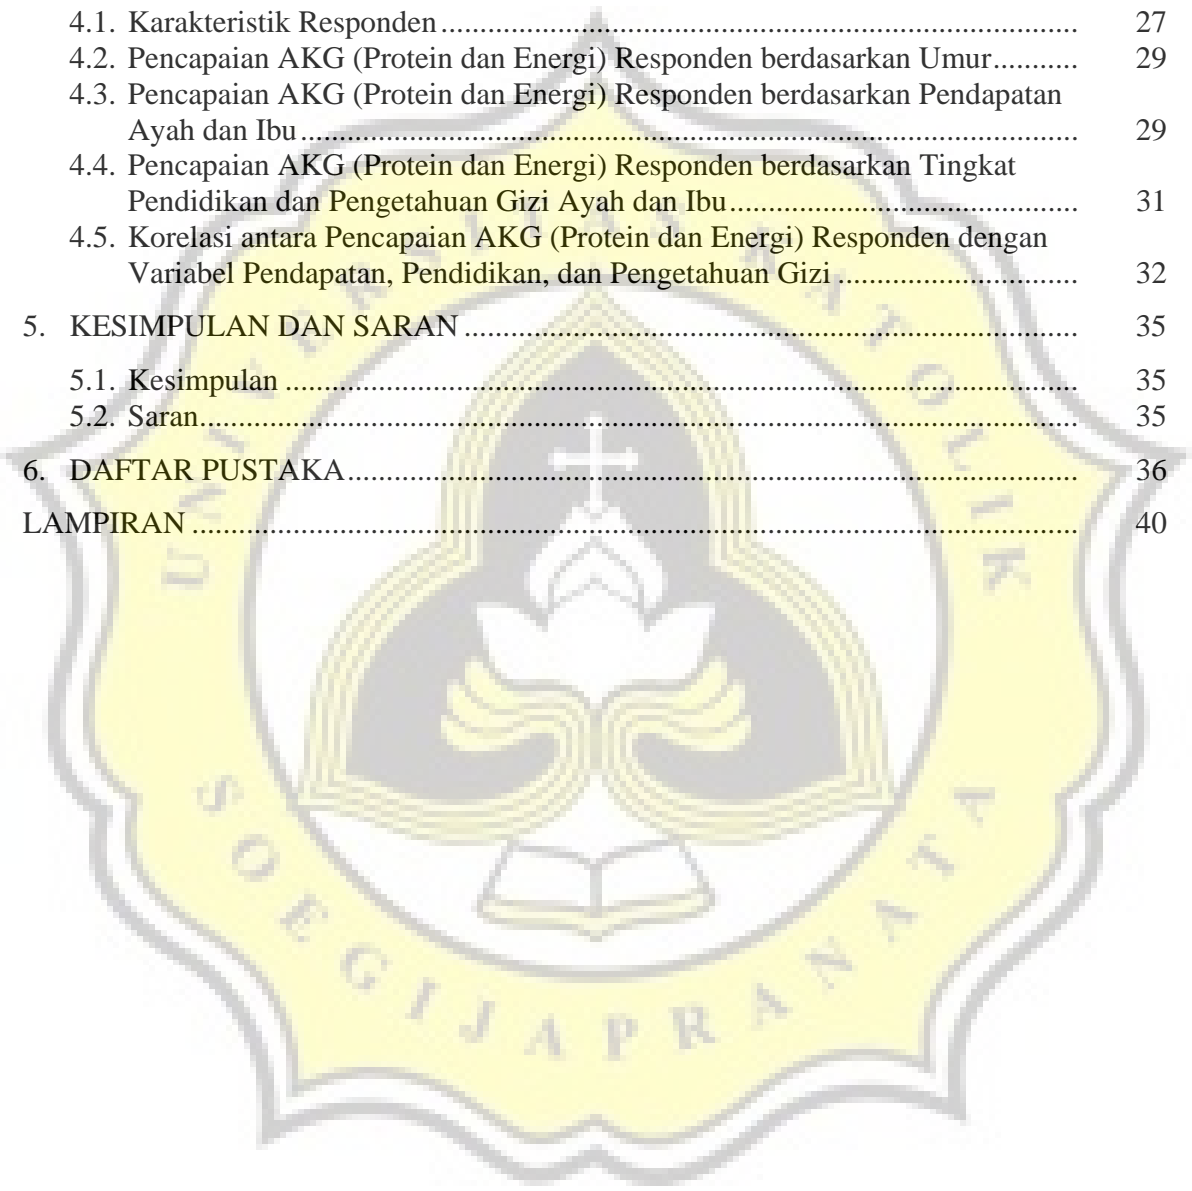 4.1. Karakteristik Responden.................................................................................. 27
4.2. Pencapaian AKG (Protein dan Energi) Responden berdasarkan Umur........... 29
4.3. Pencapaian AKG (Protein dan Energi) Responden berdasarkan Pendapatan
Ayah dan Ibu.................................................................................................... 29
4.4. Pencapaian AKG (Protein dan Energi) Responden berdasarkan Tingkat
Pendidikan dan Pengetahuan Gizi Ayah dan Ibu............................................. 31
4.5. Korelasi antara Pencapaian AKG (Protein dan Energi) Responden dengan
Variabel Pendapatan, Pendidikan, dan Pengetahuan Gizi ............................... 32
5. KESIMPULAN DAN SARAN............................................................................... 35
5.1. Kesimpulan ...................................................................................................... 35
5.2. Saran................................................................................................................. 35
6. DAFTAR PUSTAKA.............................................................................................. 36
LAMPIRAN .................................................................................................................. 40
UNIVERSITAS KATOLIK
SOEGIJAPRANATA